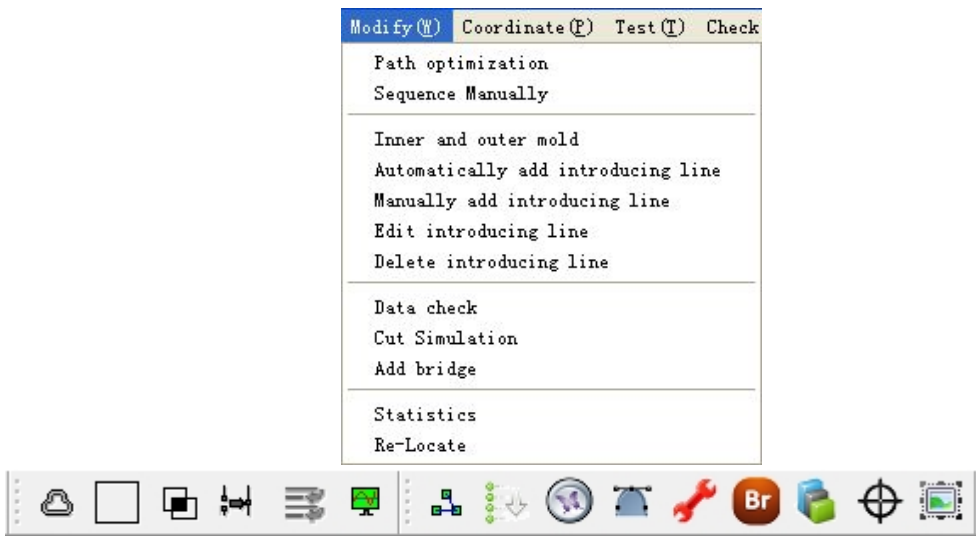 Modify(W) Coordinate(P) Test(T) Check
Path optimization
Sequence Manually
Inner and outer mold
Automatically add introducing line
Manually add introducing line
Edit introducing line
Delete introducing line
Data check
Cut Simulation
Add bridge
Statistics
Re-Locate
Br